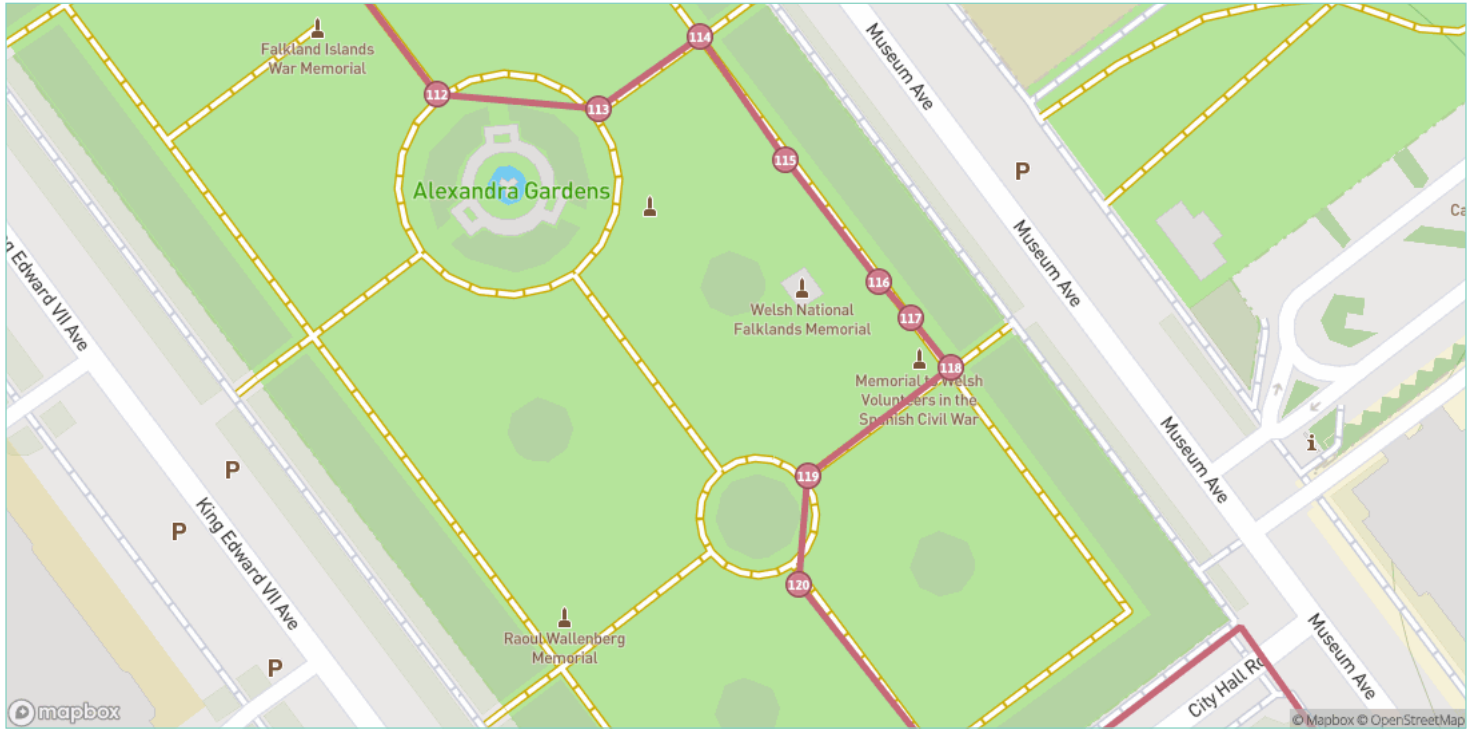 Falkland Islands
War Memorial
114
Museum Ave
112
113
115
P
Alexandra Gardens
Ca
Museum Ave
King Edward VII Ave
116
Welsh National
Falklands Memorial
117
118
Memorial to Welsh
Volunteers in the
Spanish Civil War
Museum Ave
i
P
119
King Edward VII Ave
P
120
Raoul Wallenberg
Memorial
P
Museum Ave
City Hall Rd
mapbox
© Mapbox © OpenStreetMap